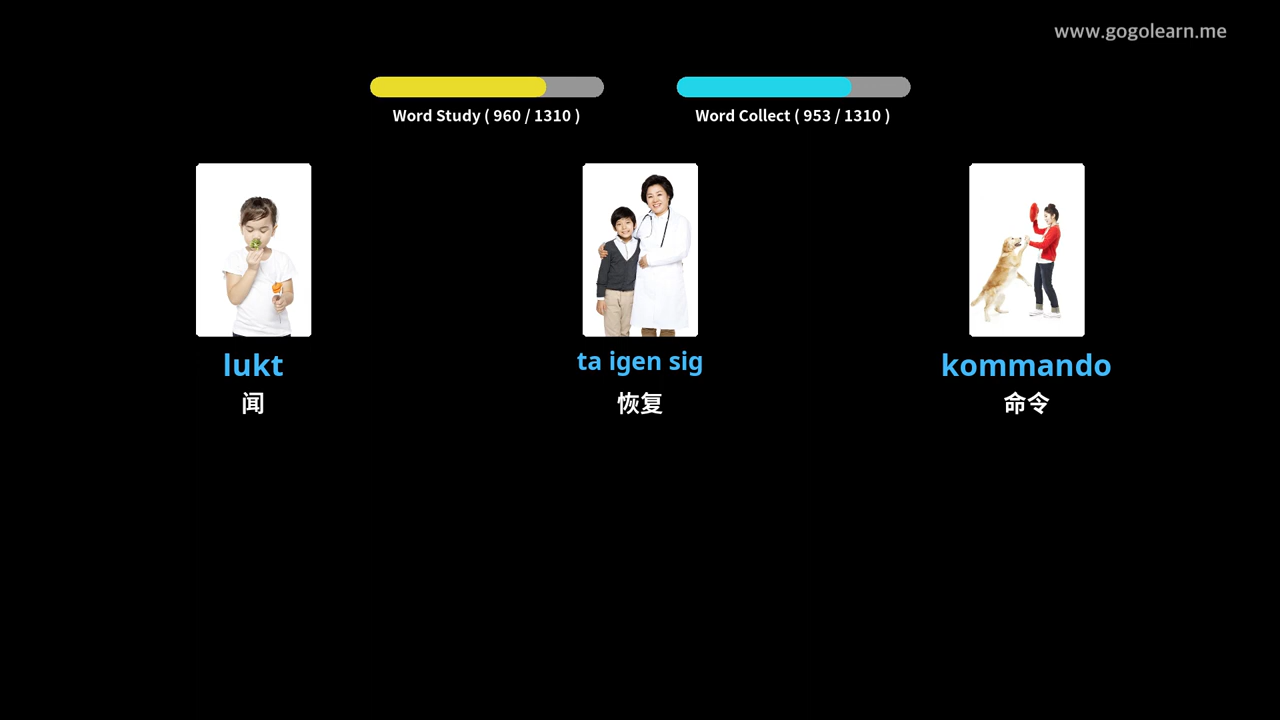 www.gogolearn.me
Word Study ( 960 / 1310 )
Word Collect ( 953 / 1310 )
lukt
ta igen sig
kommando
闻
恢复
命令